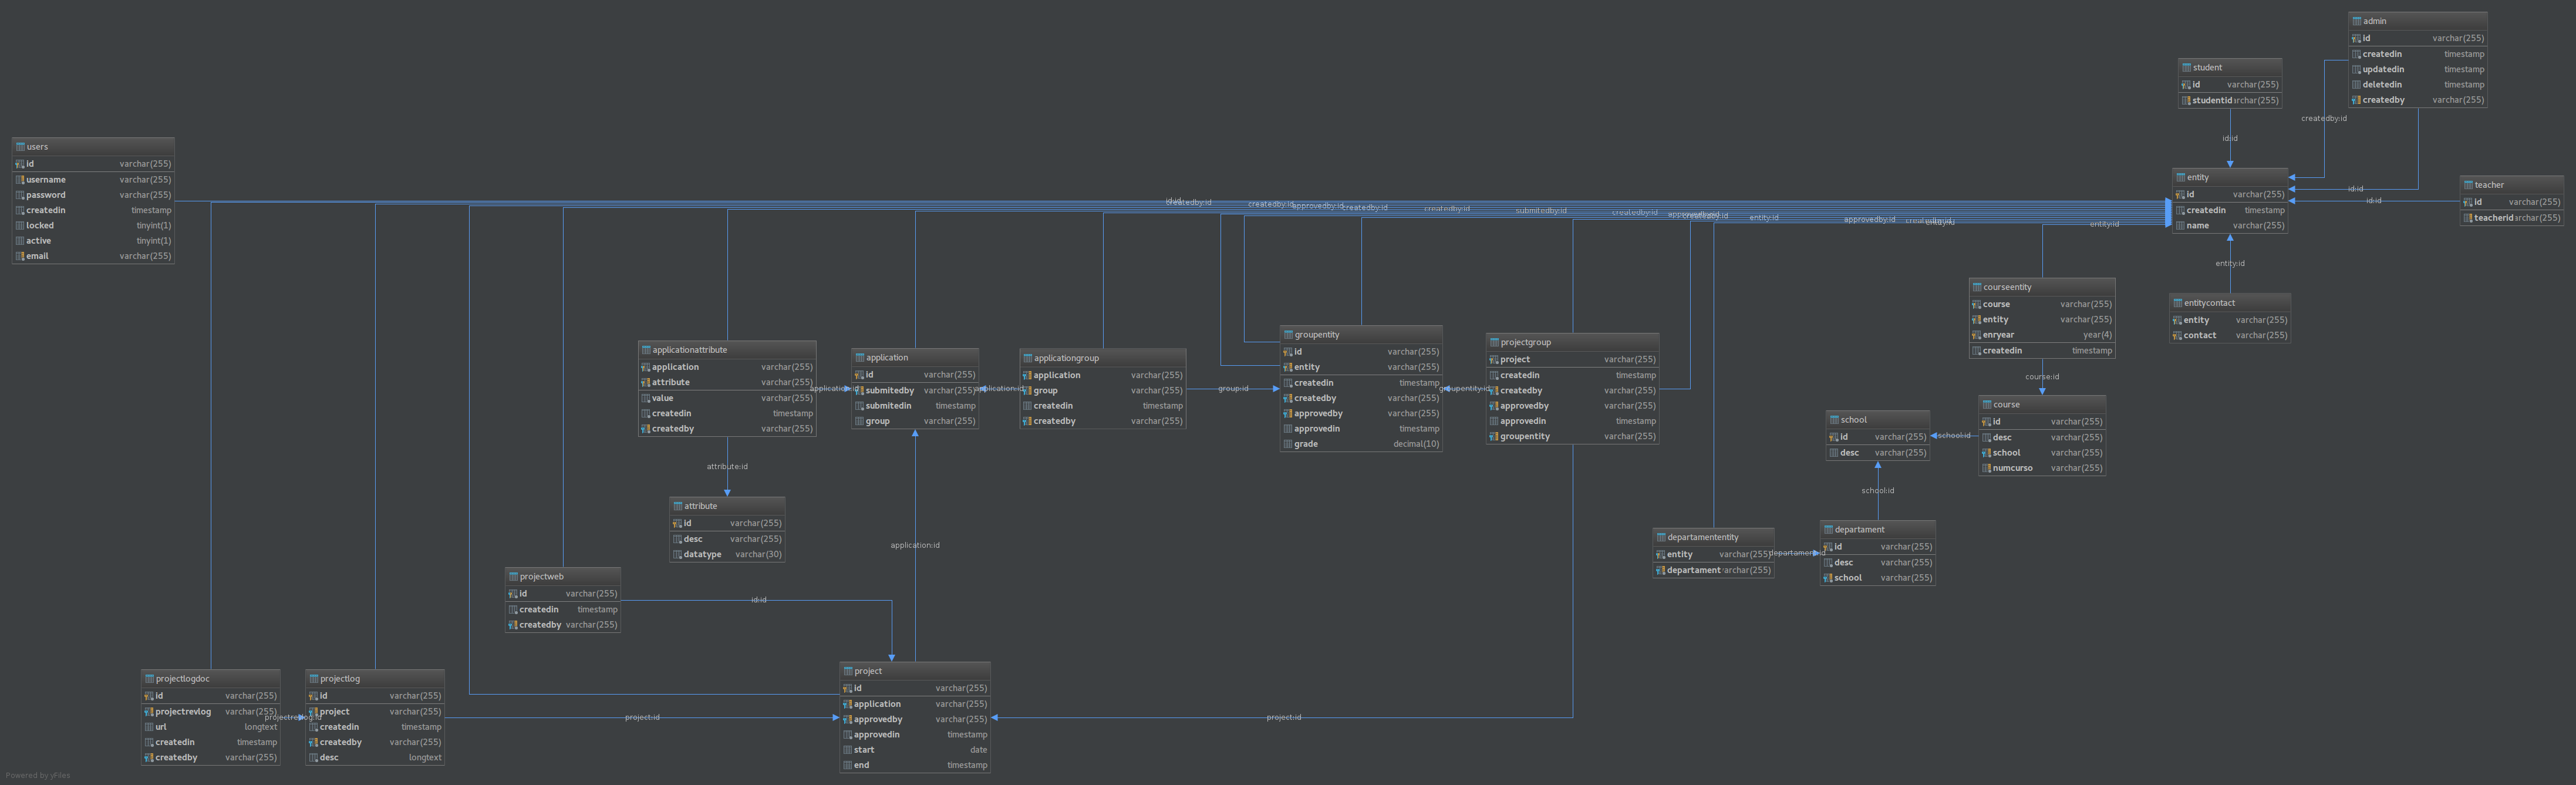 admin
id varchar(255)
createdin timestamp
updatedin timestamp
deletedin timestamp
createdby varchar(255)
student
id varchar(255)
studentid varchar(255)
createdby:id
id:id
users
id varchar(255)
username varchar(255)
password varchar(255)
createdin timestamp
locked tinyint(1)
active tinyint(1)
email varchar(255)
entity
id varchar(255)
createdin timestamp
name varchar(255)
id:id
teacher
id varchar(255)
teacherid varchar(255)
id:id
id:id
createdby:id
createdby:id
approvedby:id
createdby:id
createdby:id
submitedby:id
createdby:id
entity:id
approvedby:id
entity:id
entity:id
entity:id
courseentity
course varchar(255)
entity varchar(255)
enryear year(4)
createdin timestamp
entitycontact
entity varchar(255)
contact varchar(255)
course:id
applicationattribute
application varchar(255)
attribute varchar(255)
value varchar(255)
createdin timestamp
createdby varchar(255)
application:id
application
id varchar(255)
submitedby varchar(255)
submitedin timestamp
group varchar(255)
application:id
applicationgroup
application varchar(255)
group varchar(255)
createdin timestamp
createdby varchar(255)
group:id
groupentity
id varchar(255)
entity varchar(255)
createdin timestamp
createdby varchar(255)
approvedby varchar(255)
approvedin timestamp
grade decimal(10)
groupentity:id
projectgroup
project varchar(255)
createdin timestamp
createdby varchar(255)
approvedby varchar(255)
approvedin timestamp
groupentity varchar(255)
school
id varchar(255)
desc varchar(255)
school:id
course
id varchar(255)
desc varchar(255)
school varchar(255)
numcurso varchar(255)
attribute:id
school:id
attribute
id varchar(255)
desc varchar(255)
datatype varchar(30)
application:id
departamententity
entity varchar(255)
departament varchar(255)
departament:id
departament
id varchar(255)
desc varchar(255)
school varchar(255)
projectweb
id varchar(255)
createdin timestamp
createdby varchar(255)
id:id
projectlogdoc
id varchar(255)
projectrevlog varchar(255)
url longtext
createdin timestamp
createdby varchar(255)
projectrevlog:id
projectlog
id varchar(255)
project varchar(255)
createdin timestamp
createdby varchar(255)
desc longtext
project:id
project
id varchar(255)
application varchar(255)
approvedby varchar(255)
approvedin timestamp
start date
end timestamp
project:id
Powered by yFiles